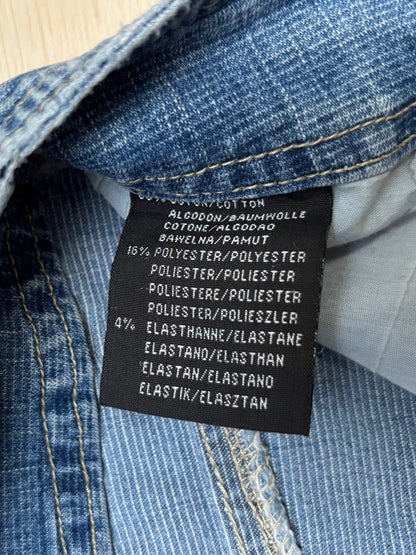 /COTTON
ALGODON/BAUMWOLLE
COTONE/ALGODAO
BAWELNA/PAMUT
16% POLYESTER/POLYESTER
POLIESTER/POLIESTER
POLIESTERE/POLIESTER
POLIESTER/POLIESZLER
4% ELASTHANNE/ELASTANE
ELASTANO/ELASTHAN
ELASTAN/ELASTANO
ELASTIK/ELASZTAN